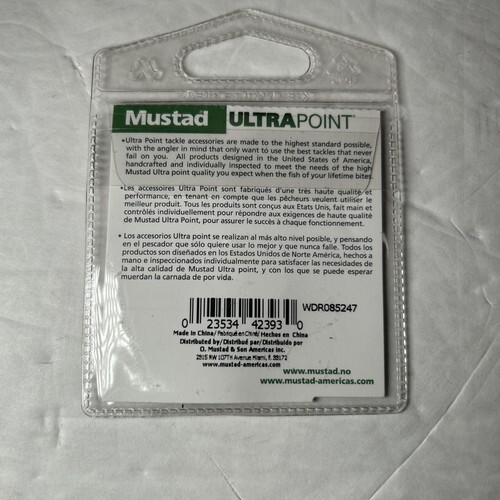 Mustad ULTRAPOINT®
•Ultra Point tackle accessories are made to the highest standard possible,
with the angler in mind that only want to use the best tackles that never
fail on you. All products designed in the United States of America,
handcrafted and individually inspected to meet the needs of the high
Mustad Ultra point quality you expect when the fish of your lifetime bites.
•Les accessoires Ultra Point sont fabriqués d'une très haute qualité et
performance, en tenant en compte que les pêcheurs veulent utiliser le
meilleur produit. Tous les produits sont conçus aux Etats Unis, fait main et
contrôlés individuellement pour répondre aux exigences de haute qualité
de Mustad Ultra Point, pour assurer le succès à chaque fonctionnement.
• Los accesorios Ultra point se realizan al más alto nivel posible, y pensando
en el pescador que sólo quiere usar lo mejor y que nunca falle. Todos los
productos son diseñados en los Estados Unidos de Norte América, hechos a
mano e inspeccionados individualmente para satisfacer las necesidades de
la alta calidad de Mustad Ultra point, y con los que se puede esperar
muerdan la carnada de por vida.
WDR085247
0 23534 42393 0
Made in China/ Fabriqué en Chine/ Hechos en China
Distributed by/ Distribué par/ Distribuido por
O. Mustad & Son Americas Inc.
2315 NW 107th Avenue Miami, fl. 33172
www.mustad-americas.com
www.mustad.no
www.mustad-americas.com